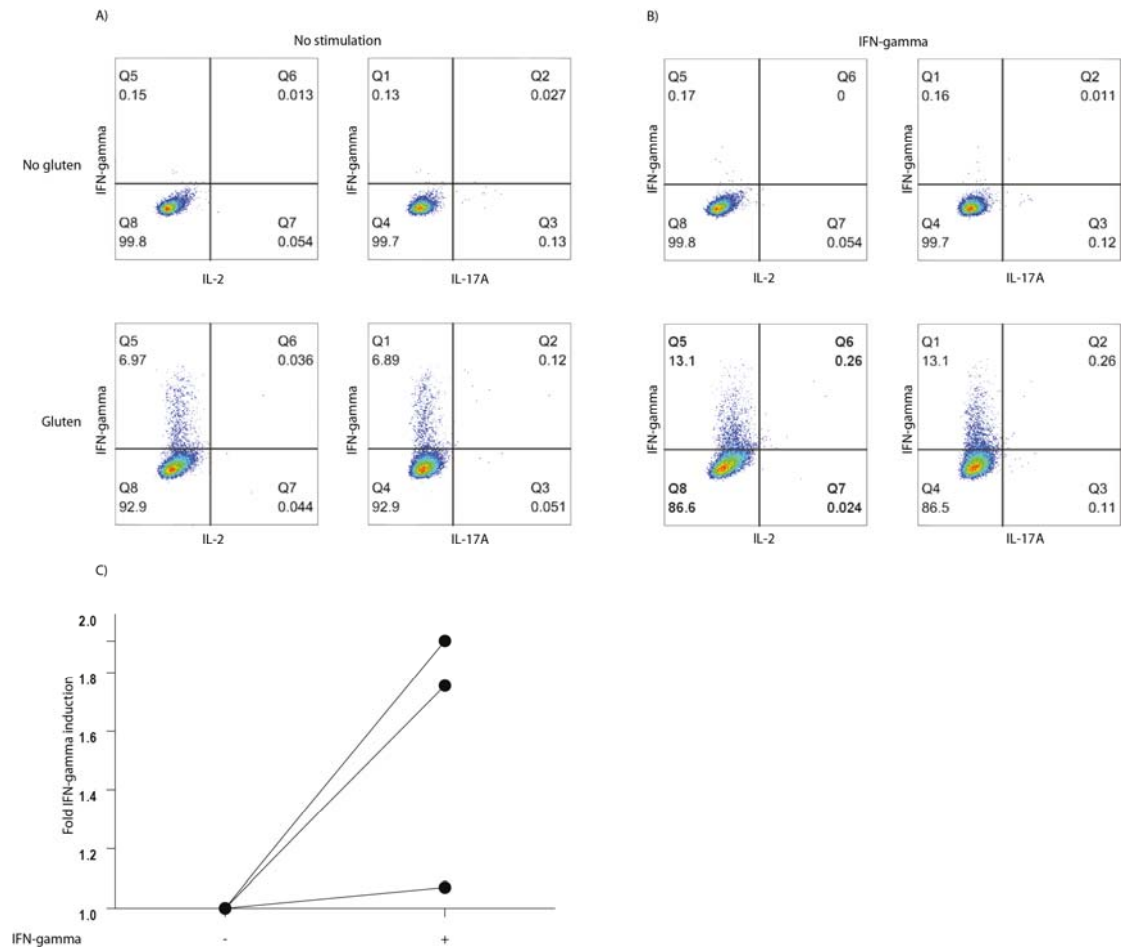 A)
B)
No stimulation
IFN-gamma
No gluten
IFN-gamma
Q5
0.15
Q6
0.013
Q8
99.8
Q7
0.054
IL-2
IFN-gamma
Q1
0.13
Q2
0.027
Q4
99.7
Q3
0.13
IL-17A
IFN-gamma
Q5
0.17
Q6
0
Q8
99.8
Q7
0.054
IL-2
IFN-gamma
Q1
0.16
Q2
0.011
Q4
99.7
Q3
0.12
IL-17A
Gluten
IFN-gamma
Q5
6.97
Q6
0.036
Q8
92.9
Q7
0.044
IL-2
IFN-gamma
Q1
6.89
Q2
0.12
Q4
92.9
Q3
0.051
IL-17A
IFN-gamma
Q5
13.1
Q6
0.26
Q8
86.6
Q7
0.024
IL-2
IFN-gamma
Q1
13.1
Q2
0.26
Q4
86.5
Q3
0.11
IL-17A
C)
Fold IFN-gamma induction
2.0
1.8
1.6
1.4
1.2
1.0
IFN-gamma - +